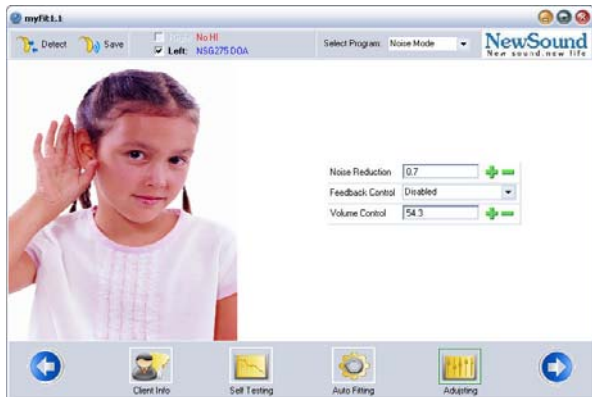 myFit1.1
Detect
Save
No HI
Left: NSG275 DOA
Select Program: Noise Mode
NewSound
New sound.new life
Noise Reduction 0.7
Feedback Control Disabled
Volume Control 54.3
Client Info
Self Testing
Auto Fitting
Adujsting